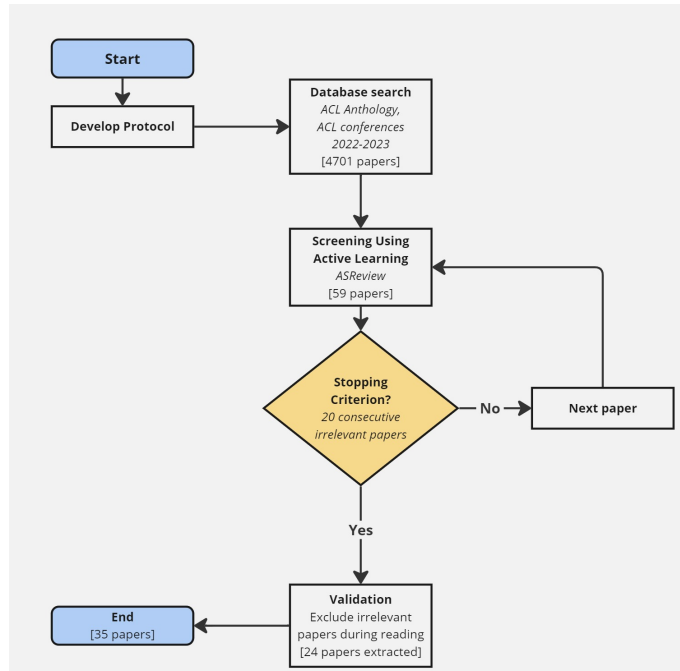 Start
Develop Protocol
Database search
ACL Anthology,
ACL conferences
2022-2023
[4701 papers]
Screening Using
Active Learning
ASReview
[59 papers]
Stopping
Criterion?
20 consecutive
irrelevant papers
No
Next paper
Yes
Validation
Exclude irrelevant
papers during reading
[24 papers extracted]
End
[35 papers]